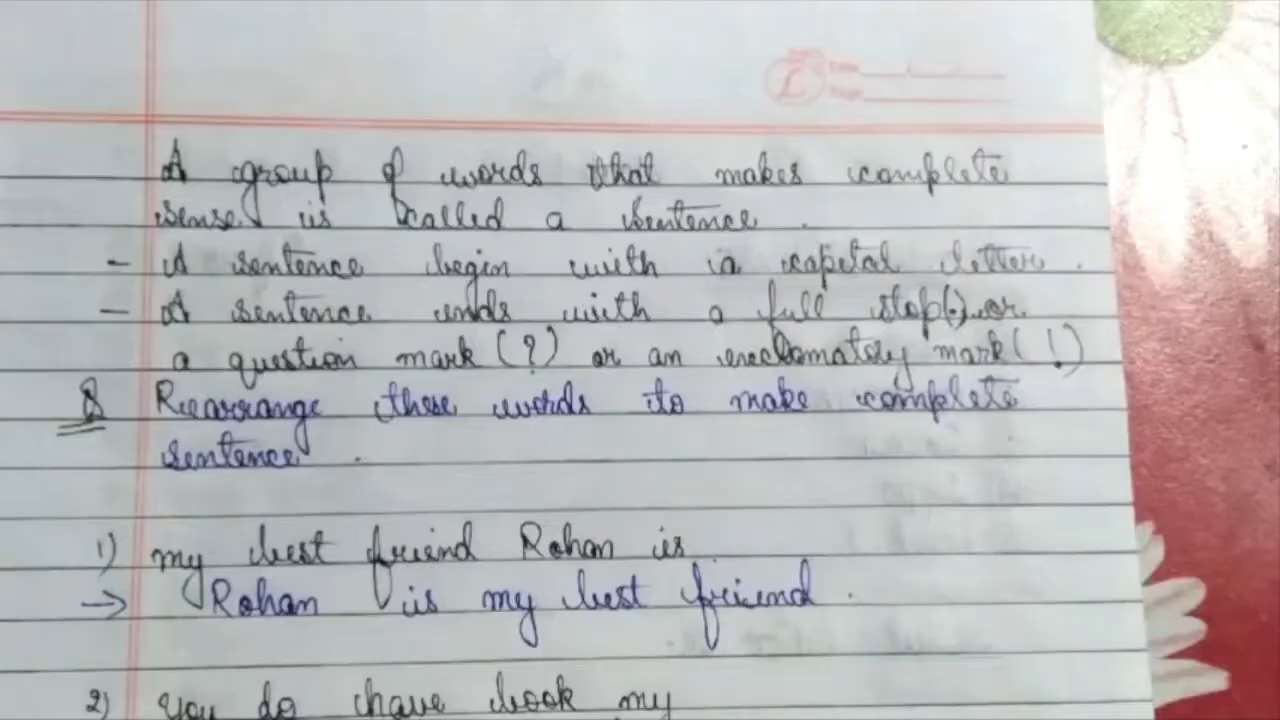 A group of words that makes complete
sense is called a sentence.
- A sentence begin with a capital letter.
- A sentence ends with a full stop(.) or
a question mark (?) or an exclamatory mark (!)
Q Rearrange these words to make complete
sentence.
1) my best friend Rohan is
→ Rohan is my best friend.
2) you do have book my